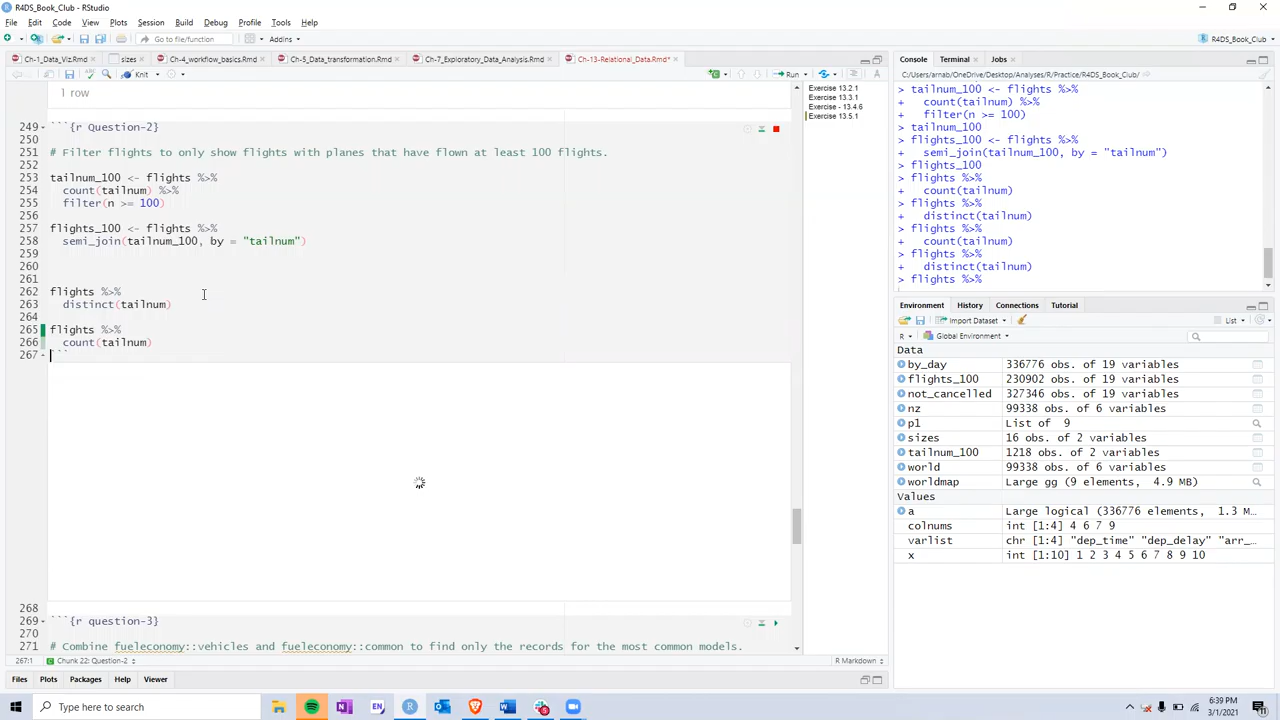 R4DS_Book_Club - RStudio
File Edit Code View Plots Session Build Debug Profile Tools Help
Go to file/function
Addins
R4DS_Book_Club
Ch-1_Data_Viz.Rmd
sizes
Ch-4_workflow_basics.Rmd
Ch-5_Data_transformation.Rmd
Ch-7_Exploratory_Data_Analysis.Rmd
Ch-13-Relational_Data.Rmd*
ABC
Knit
Run
1 row
249 ```{r Question-2}
250
251 # Filter flights to only show flights with planes that have flown at least 100 flights.
252
253 tailnum_100 <- flights %>%
254 count(tailnum) %>%
255 filter(n >= 100)
256
257 flights_100 <- flights %>%
258 semi_join(tailnum_100, by = "tailnum")
259
260
261
262 flights %>%
263 distinct(tailnum)
264
265 flights %>%
266 count(tailnum)
267 ```
268
269 ```{r question-3}
270
271 # Combine fueleconomy::vehicles and fueleconomy::common to find only the records for the most common models.
267:1
Chunk 22: Question-2
R Markdown
Exercise 13.2.1
Exercise 13.3.1
Exercise - 13.4.6
Exercise 13.5.1
Files Plots Packages Help Viewer
Console Terminal Jobs
C:/Users/arnab/OneDrive/Desktop/Analyses/R/Practice/R4DS_Book_Club/
> tailnum_100 <- flights %>%
+ count(tailnum) %>%
+ filter(n >= 100)
> tailnum_100
> flights_100 <- flights %>%
+ semi_join(tailnum_100, by = "tailnum")
> flights_100
> flights %>%
+ count(tailnum)
> flights %>%
+ distinct(tailnum)
> flights %>%
+ count(tailnum)
> flights %>%
+ distinct(tailnum)
> flights %>%
Environment History Connections Tutorial
Import Dataset
List
R
Global Environment
Data
by_day 336776 obs. of 19 variables
flights_100 230902 obs. of 19 variables
not_cancelled 327346 obs. of 19 variables
nz 99338 obs. of 6 variables
p1 List of 9
sizes 16 obs. of 2 variables
tailnum_100 1218 obs. of 2 variables
world 99338 obs. of 6 variables
worldmap Large gg (9 elements, 4.9 MB)
Values
a Large logical (336776 elements, 1.3 M…
colnums int [1:4] 4 6 7 9
varlist chr [1:4] "dep_time" "dep_delay" "arr_…
x int [1:10] 1 2 3 4 5 6 7 8 9 10
Type here to search
EN
6:39 PM
3/1/2021